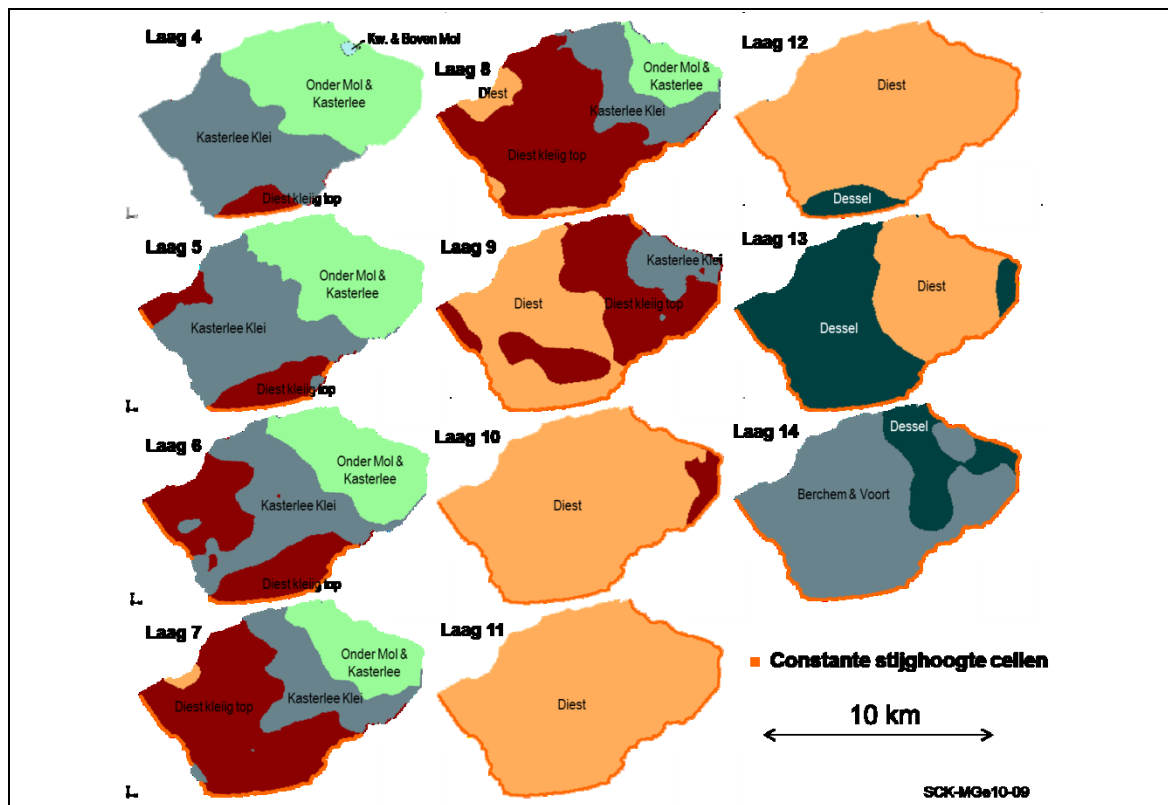 Laag 4
Kw. & Boven Mol
Onder Mol &
Kasterlee
Kasterlee Klei
Diest kleiig top
Laag 5
Onder Mol &
Kasterlee
Kasterlee Klei
Diest kleiig top
Laag 6
Onder Mol &
Kasterlee
Kasterlee Klei
Diest kleiig top
Laag 7
Onder Mol &
Kasterlee
Kasterlee Klei
Diest kleiig top
Laag 8
Onder Mol &
Kasterlee
Diest
Kasterlee Klei
Diest kleiig top
Laag 9
Kasterlee Klei
Diest
Diest kleiig top
Laag 10
Diest
Laag 11
Diest
Laag 12
Diest
Dessel
Laag 13
Diest
Dessel
Laag 14
Dessel
Berchem & Voort
Constante stijghoogte cellen
10 km
SCK-MGe10-09